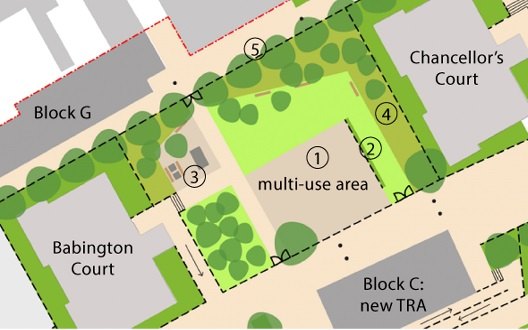 5
Chancellor's
Court
Block G
4
1
2
multi-use area
3
Babington
Court
Block C:
new TRA